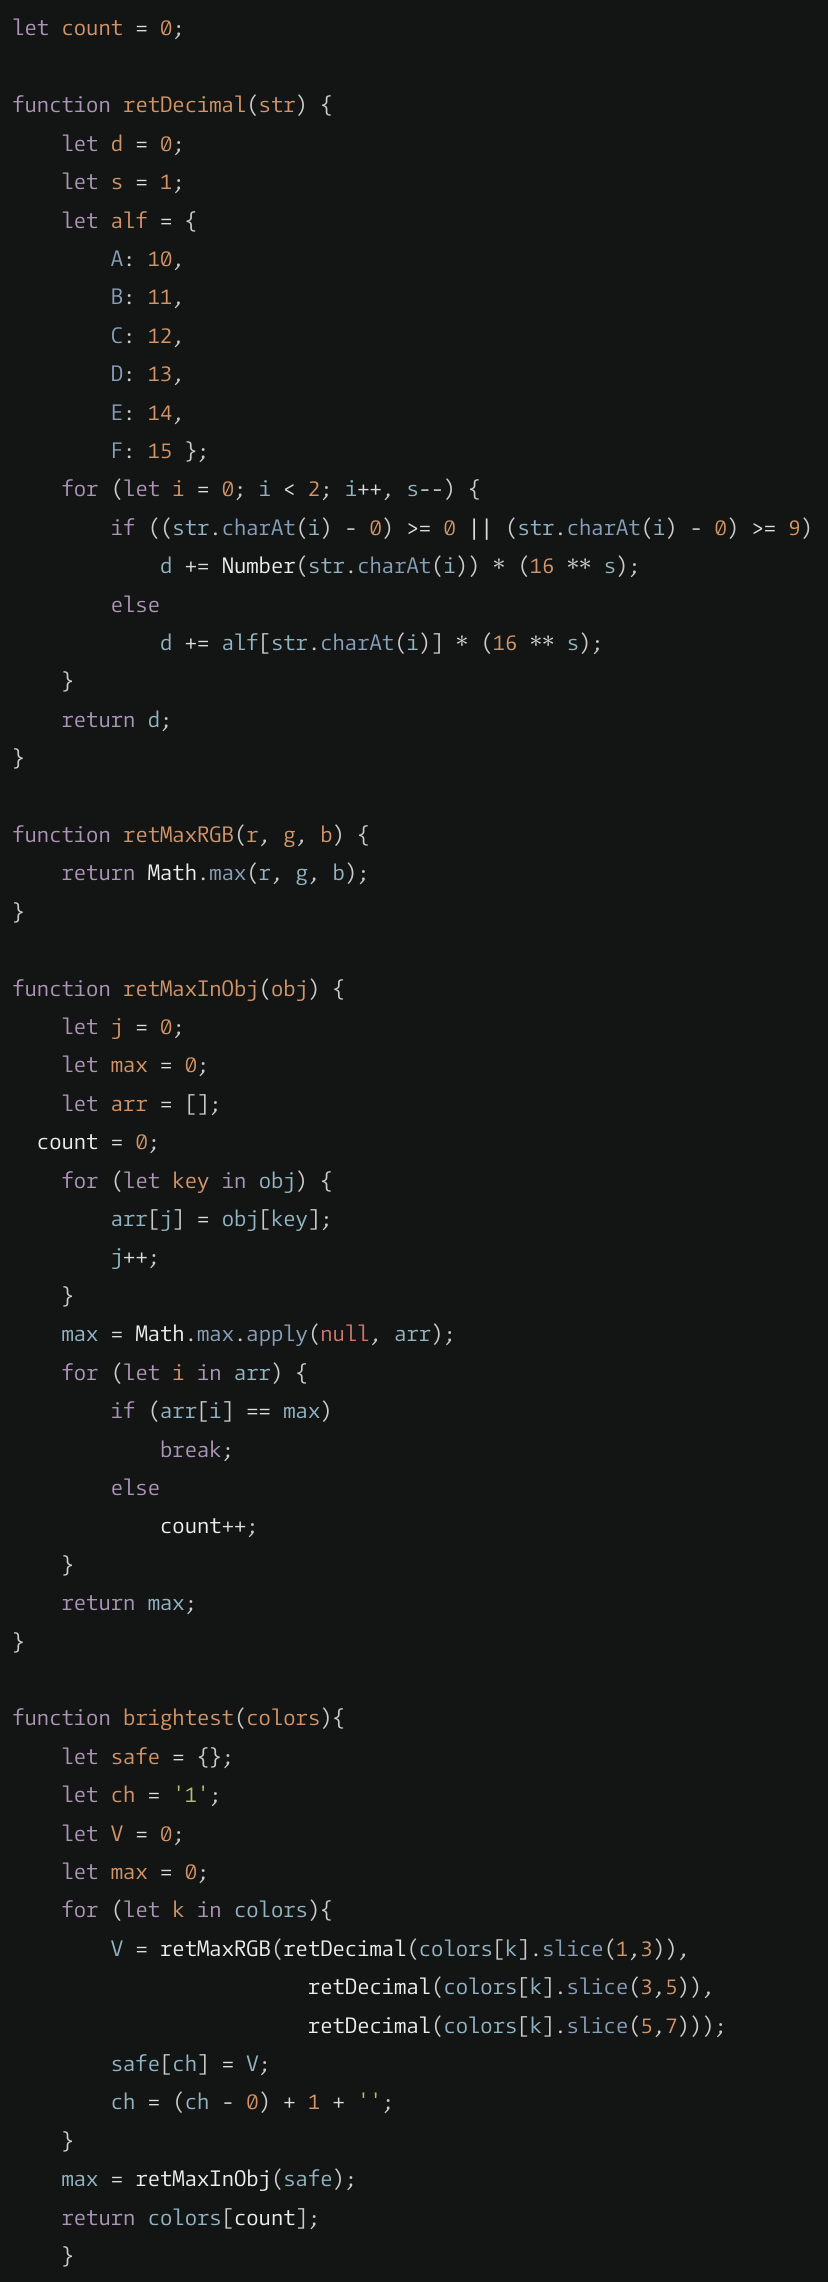 let count = 0;

function retDecimal(str) {
    let d = 0;
    let s = 1;
    let alf = {
        A: 10,
        B: 11,
        C: 12,
        D: 13,
        E: 14,
        F: 15 };
    for (let i = 0; i < 2; i++, s--) {
        if ((str.charAt(i) - 0) >= 0 || (str.charAt(i) - 0) >= 9)
            d += Number(str.charAt(i)) * (16 ** s);
        else
            d += alf[str.charAt(i)] * (16 ** s);
    }
    return d;
}

function retMaxRGB(r, g, b) {
    return Math.max(r, g, b);
}

function retMaxInObj(obj) {
    let j = 0;
    let max = 0;
    let arr = [];
  count = 0;
    for (let key in obj) {
        arr[j] = obj[key];
        j++;
    }
    max = Math.max.apply(null, arr);
    for (let i in arr) {
        if (arr[i] == max)
            break;
        else
            count++;
    }
    return max;
}

function brightest(colors){
    let safe = {};
    let ch = '1';
    let V = 0;
    let max = 0;
    for (let k in colors){
        V = retMaxRGB(retDecimal(colors[k].slice(1,3)),
                        retDecimal(colors[k].slice(3,5)),
                        retDecimal(colors[k].slice(5,7)));
        safe[ch] = V;
        ch = (ch - 0) + 1 + '';
    }
    max = retMaxInObj(safe);
    return colors[count];
    }